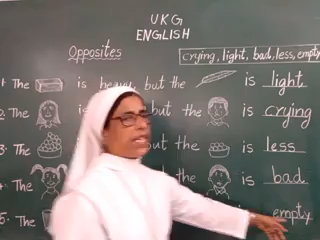 UKG
ENGLISH
Opposites
crying, light, bad, less, empty
1. The is heavy but the is light
2. The but the is crying
3. The but the is less
4. The the is bad
5. The empty